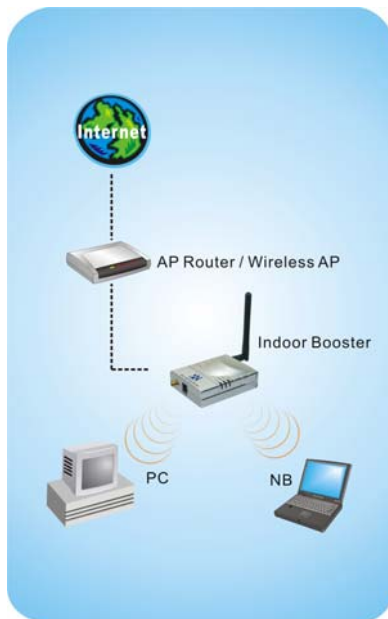 Internet
AP Router / Wireless AP
Indoor Booster
PC
NB